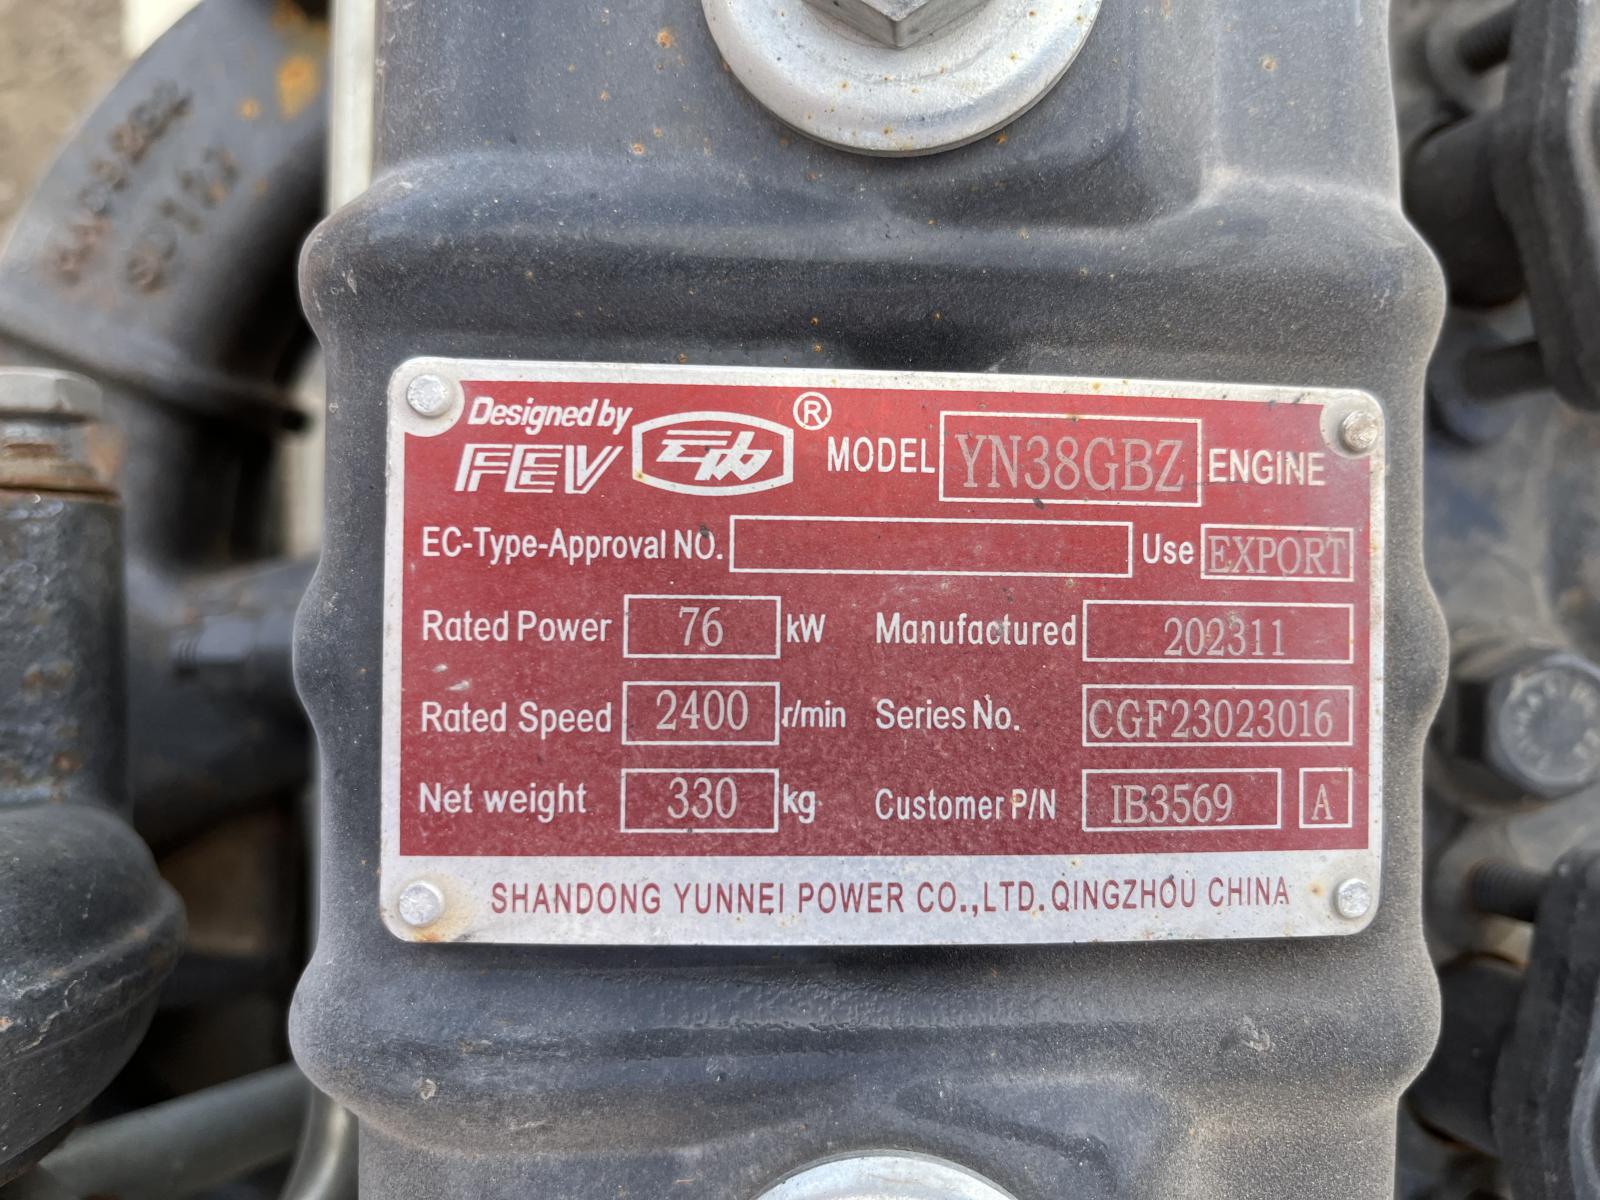 Designed by
FEV ® MODEL YN38GBZ ENGINE
EC-Type-Approval NO. Use EXPORT
Rated Power 76 kW Manufactured 202311
Rated Speed 2400 r/min Series No. CGF23023016
Net weight 330 kg Customer P/N IB3569 A
SHANDONG YUNNEI POWER CO.,LTD.QINGZHOU CHINA